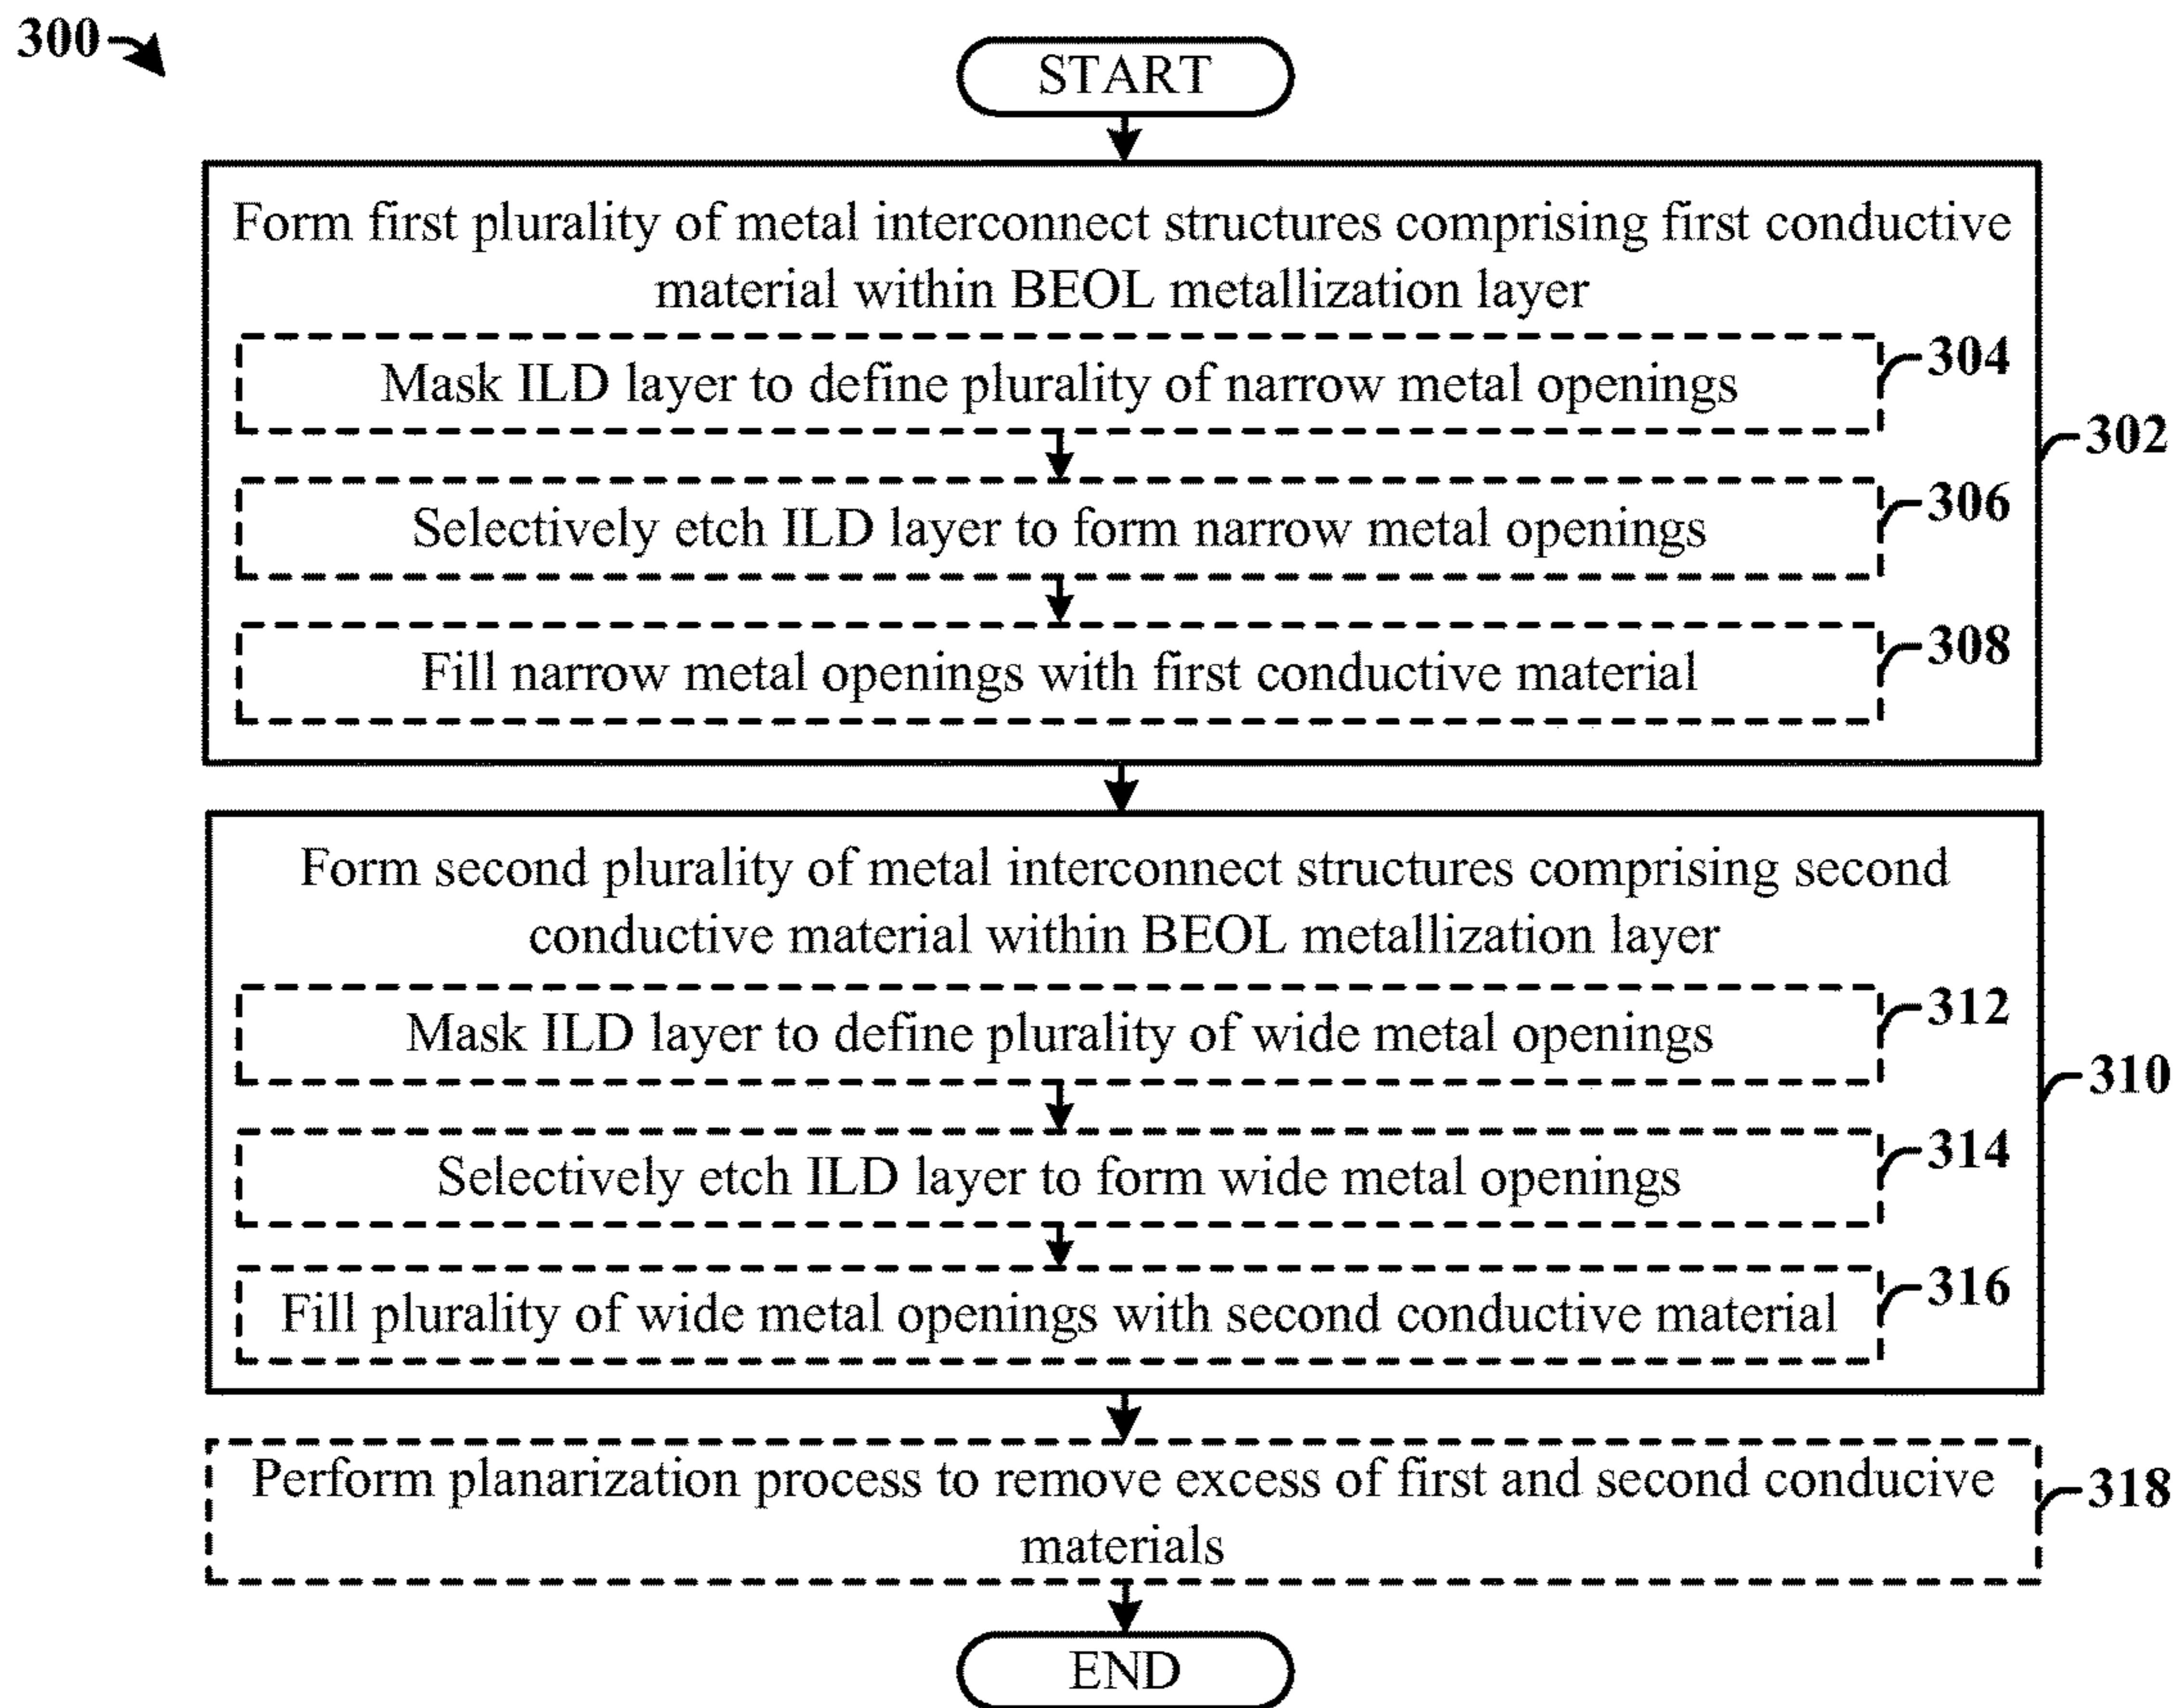 300
START
Form first plurality of metal interconnect structures comprising first conductive
material within BEOL metallization layer
Mask ILD layer to define plurality of narrow metal openings
304
302
Selectively etch ILD layer to form narrow metal openings
306
Fill narrow metal openings with first conductive material
308
Form second plurality of metal interconnect structures comprising second
conductive material within BEOL metallization layer
Mask ILD layer to define plurality of wide metal openings
312
310
Selectively etch ILD layer to form wide metal openings
314
Fill plurality of wide metal openings with second conductive material
316
Perform planarization process to remove excess of first and second conducive
materials
318
END